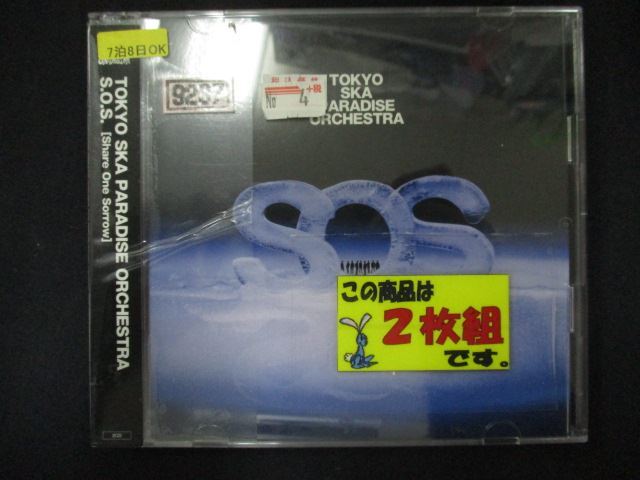 7泊8日OK
TOKYO SKA PARADISE ORCHESTRA
S.O.S. [Share One Sorrow]
No 4 +税
TOKYO
SKA
PARADISE
ORCHESTRA
SOS
この商品は
2枚組
です。